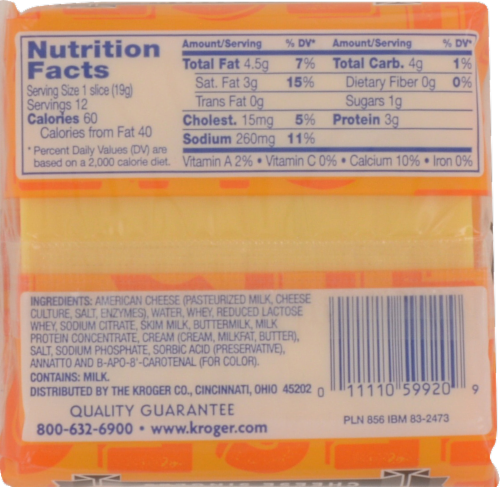 Nutrition Facts
Serving Size 1 slice (19g)
Servings 12
Calories 60
Calories from Fat 40
* Percent Daily Values (DV) are
based on a 2,000 calorie diet.
Amount/Serving % DV* Amount/Serving % DV*
Total Fat 4.5g 7% Total Carb. 4g 1%
Sat. Fat 3g 15% Dietary Fiber 0g 0%
Trans Fat 0g Sugars 1g
Cholest. 15mg 5% Protein 3g
Sodium 260mg 11%
Vitamin A 2% • Vitamin C 0% • Calcium 10% • Iron 0%
INGREDIENTS: AMERICAN CHEESE (PASTEURIZED MILK, CHEESE
CULTURE, SALT, ENZYMES), WATER, WHEY, REDUCED LACTOSE
WHEY, SODIUM CITRATE, SKIM MILK, BUTTERMILK, MILK
PROTEIN CONCENTRATE, CREAM (CREAM, MILKFAT, BUTTER),
SALT, SODIUM PHOSPHATE, SORBIC ACID (PRESERVATIVE),
ANNATTO AND B-APO-8'-CAROTENAL (FOR COLOR).
CONTAINS: MILK.
DISTRIBUTED BY THE KROGER CO., CINCINNATI, OHIO 45202
QUALITY GUARANTEE
800-632-6900 • www.kroger.com
0 11110 59920 9
PLN 856 IBM 83-2473